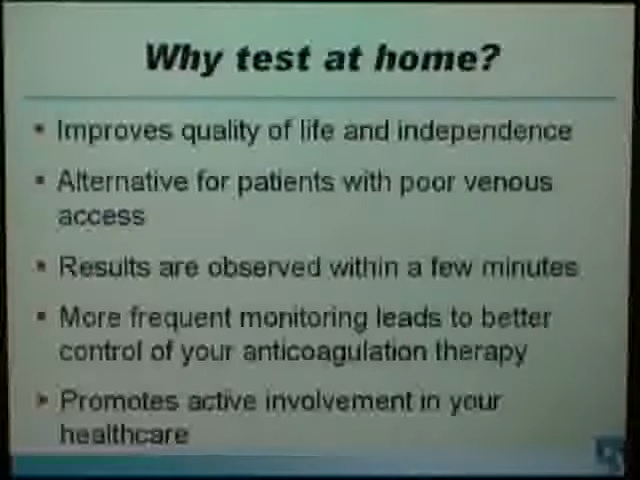 Why test at home?
Improves quality of life and independence
Alternative for patients with poor venous
access
Results are observed within a few minutes
More frequent monitoring leads to better
control of your anticoagulation therapy
Promotes active involvement in your
healthcare